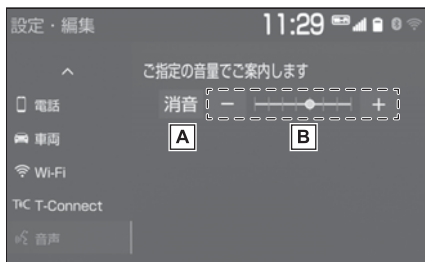 設定・編集 11:29
ご指定の音量でご案内します
消音 − +
A B
電話
車両
Wi-Fi
T-Connect
音声